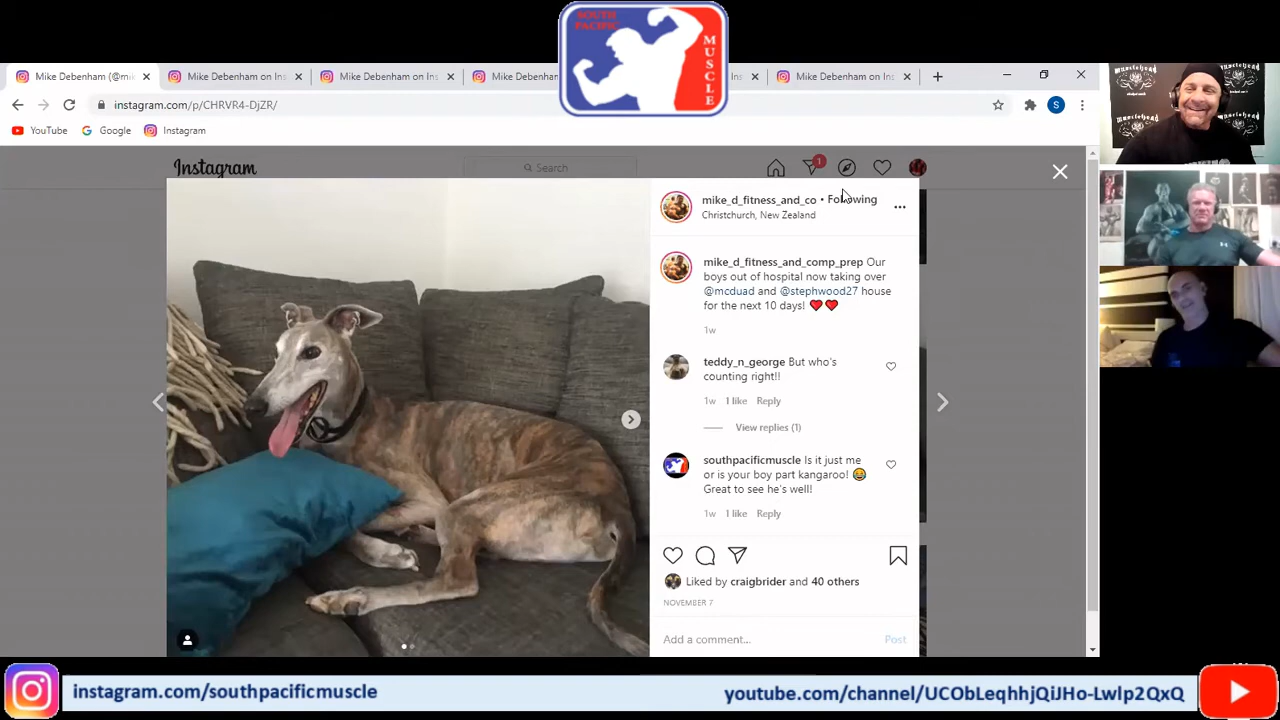 SOUTH
PACIFIC
MUSCLE
Mike Debenham (@mi
Mike Debenham on Ins
Mike Debenham on Ins
Mike Debenham
Ins
Mike Debenham on Ins
instagram.com/p/CHRVR4-DjZR/
S
YouTube
Google
Instagram
Instagram
Search
1
mike_d_fitness_and_co • Following
Christchurch, New Zealand
mike_d_fitness_and_comp_prep Our
boys out of hospital now taking over
@mcduad and @stephwood27 house
for the next 10 days! ❤️❤️
1w
teddy_n_george But who's
counting right!!
1w 1 like Reply
View replies (1)
southpacificmuscle Is it just me
or is your boy part kangaroo! 😂
Great to see he's well!
1w 1 like Reply
Liked by craigbrider and 40 others
NOVEMBER 7
Add a comment...
Post
instagram.com/southpacificmuscle
youtube.com/channel/UCObLeqhhjQiJHo-Lwlp2QxQ